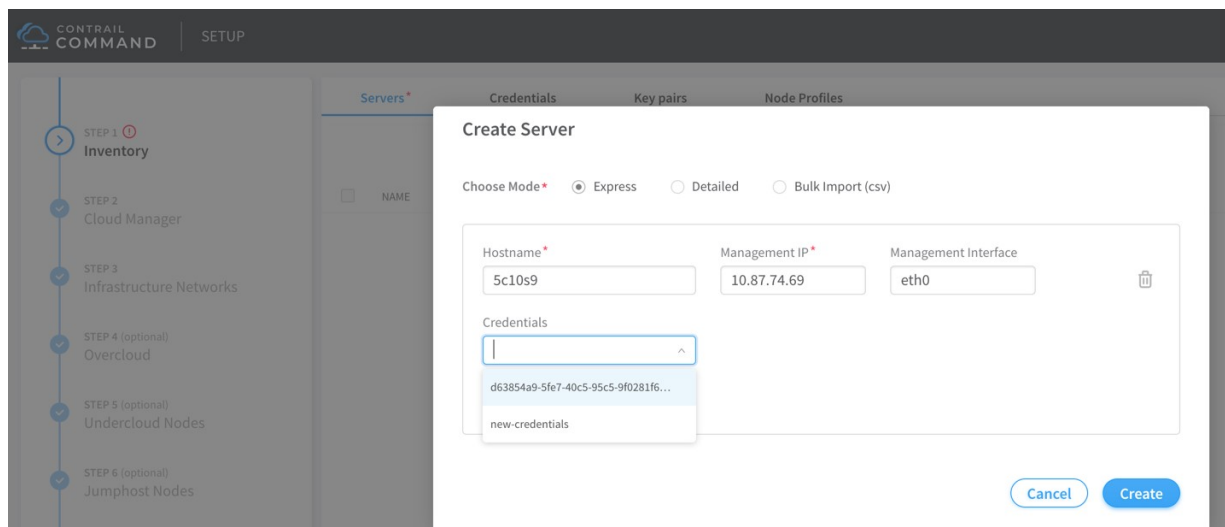 CONTRAIL
COMMAND
SETUP
STEP 1
Inventory
STEP 2
Cloud Manager
STEP 3
Infrastructure Networks
STEP 4 (optional)
Overcloud
STEP 5 (optional)
Undercloud Nodes
STEP 6 (optional)
Jumphost Nodes
Servers* Credentials Key pairs Node Profiles
NAME
Create Server
Choose Mode* Express Detailed Bulk Import (csv)
Hostname* Management IP* Management Interface
5c10s9 10.87.74.69 eth0
Credentials
d63854a9-5fe7-40c5-95c5-9f0281f6...
new-credentials
Cancel Create